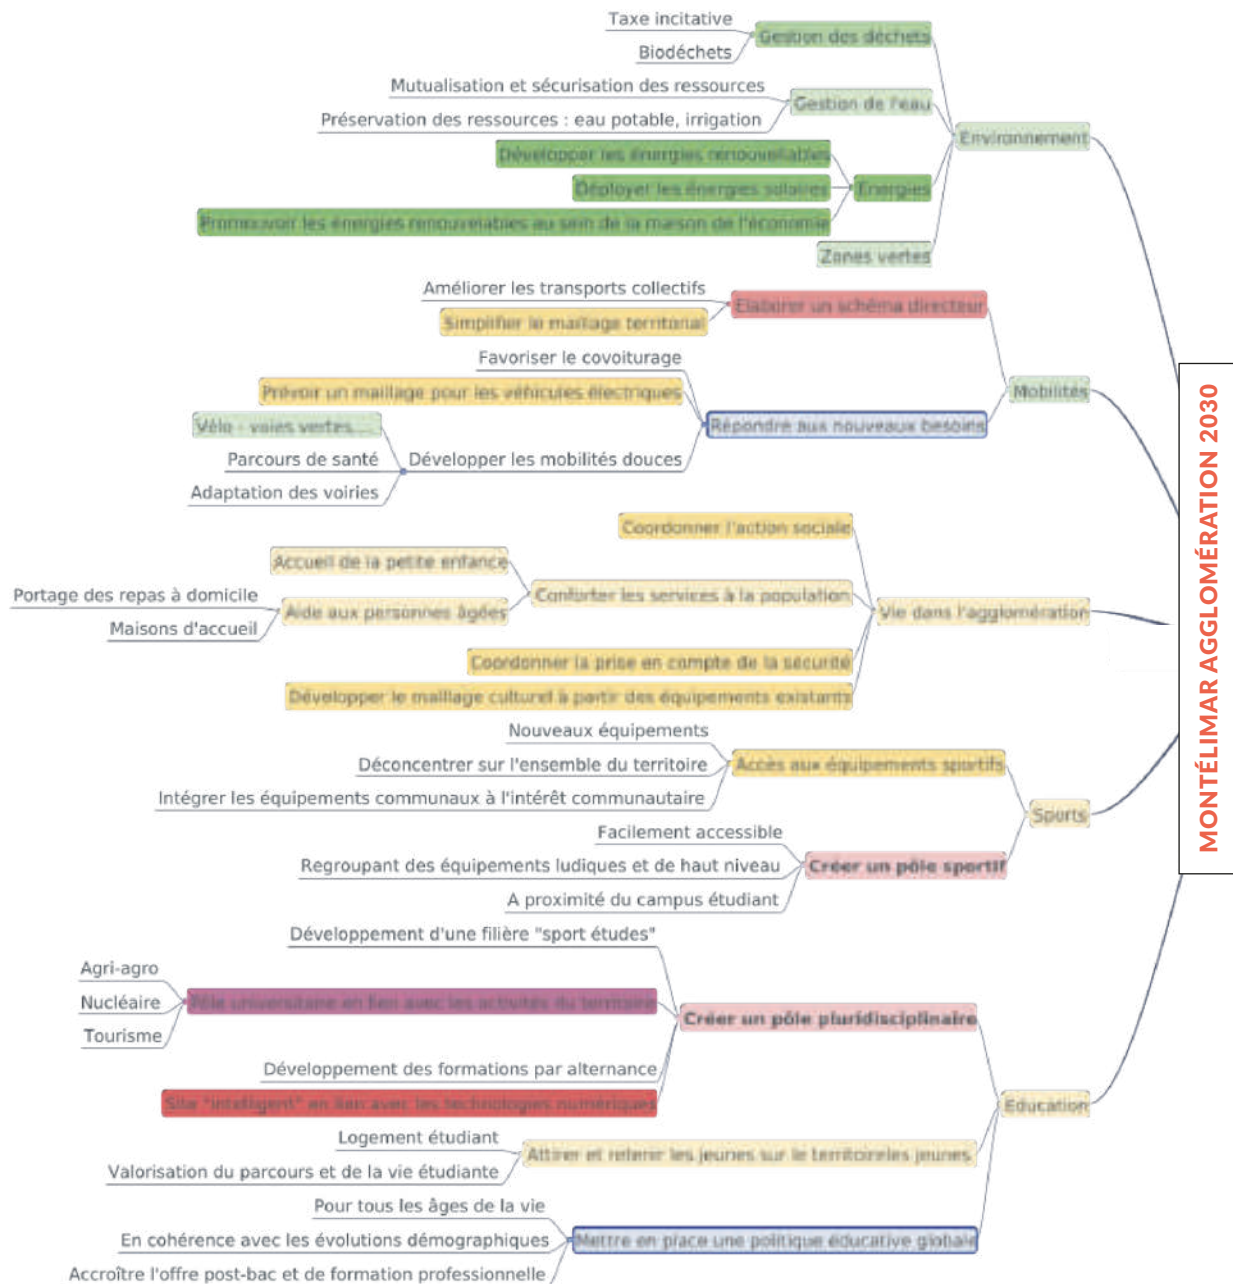 Taxe incitative
Gestion des déchets
Biodéchets
Mutualisation et sécurisation des ressources
Gestion de l'eau
Préservation des ressources : eau potable, irrigation
Environnement
Développer les énergies renouvellables
Déployer les énergies solaires
Energies
Promouvoir les énergies renouvelables au sein de la maison de l'économie
Zones vertes
Améliorer les transports collectifs
Elaborer un schéma directeur
Simplifier le maillage territorial
Favoriser le covoiturage
Prévoir un maillage pour les véhicules électriques
Mobilités
Répondre aux nouveaux besoins
Vélo - voies vertes....
Parcours de santé
Développer les mobilités douces
Adaptation des voiries
Coordonner l'action sociale
Accueil de la petite enfance
Conforter les services à la population
Portage des repas à domicile
Aide aux personnes âgées
Maisons d'accueil
Vie dans l'agglomération
Coordonner la prise en compte de la sécurité
Développer le maillage culturel à partir des équipements existants
Nouveaux équipements
Déconcentrer sur l'ensemble du territoire
Accès aux équipements sportifs
Intégrer les équipements communaux à l'intérêt communautaire
Sports
Facilement accessible
Regroupant des équipements ludiques et de haut niveau
Créer un pôle sportif
A proximité du campus étudiant
Développement d'une filière "sport études"
Agri-agro
Nucléaire
Pôle universitaire en lien avec les activités du territoire
Tourisme
Créer un pôle pluridisciplinaire
Développement des formations par alternance
Site "intelligent" en lien avec les technologies numériques
Education
Logement étudiant
Attirer et retenir les jeunes sur le territoireles jeunes
Valorisation du parcours et de la vie étudiante
Pour tous les âges de la vie
En cohérence avec les évolutions démographiques
Mettre en place une politique éducative globale
Accroître l'offre post-bac et de formation professionnelle
MONTÉLIMAR AGGLOMÉRATION 2030